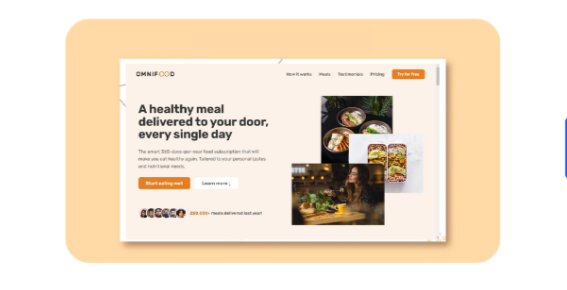 OMNIFOOD
How it works Meals Testimonials Pricing Try for free
A healthy meal
delivered to your door,
every single day
The smart 365-days-per-year food subscription that will
make you eat healthy again. Tailored to your personal tastes
and nutritional needs.
Start eating well Learn more ↓
250,000+ meals delivered last year!